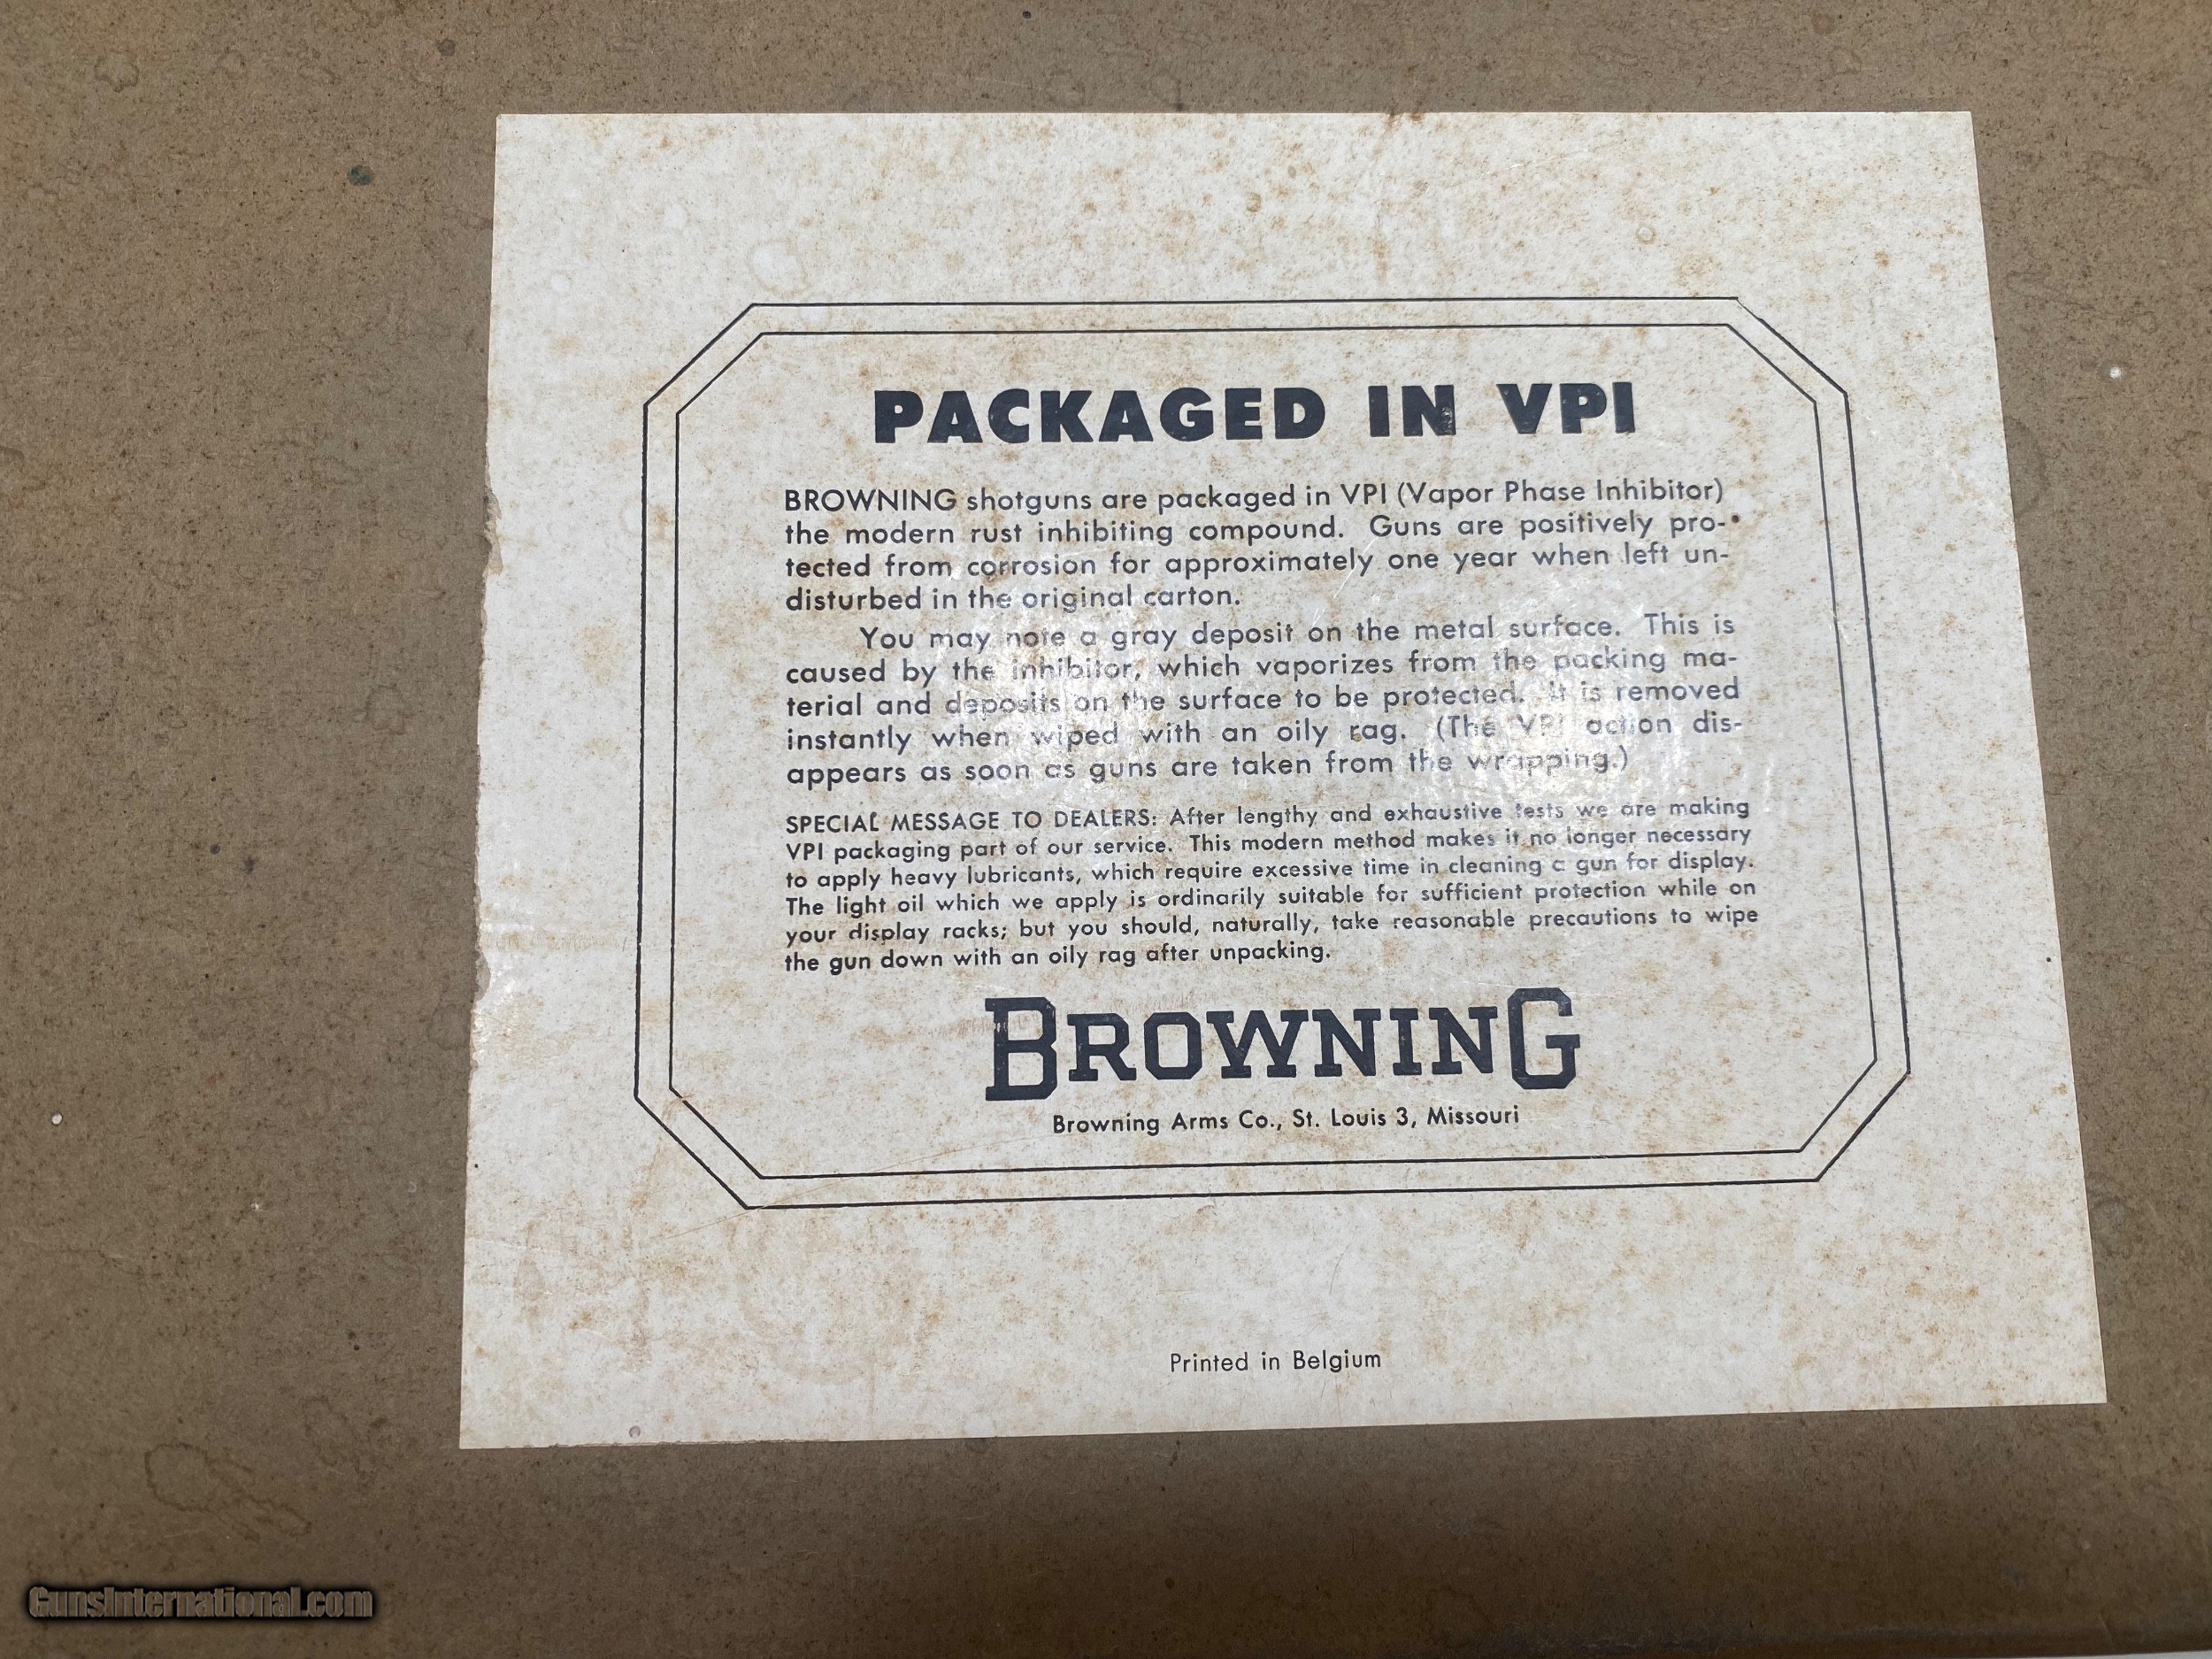 PACKAGED IN VPI
BROWNING shotguns are packaged in VPI (Vapor Phase Inhibitor)
the modern rust inhibiting compound. Guns are positively pro-
tected from corrosion for approximately one year when left un-
disturbed in the original carton.
You may note a gray deposit on the metal surface. This is
caused by the inhibitor, which vaporizes from the packing ma-
terial and deposits on the surface to be protected. It is removed
instantly when wiped with an oily rag. (The VPI action dis-
appears as soon as guns are taken from the wrapping.)
SPECIAL MESSAGE TO DEALERS: After lengthy and exhaustive tests we are making
VPI packaging part of our service. This modern method makes it no longer necessary
to apply heavy lubricants, which require excessive time in cleaning a gun for display.
The light oil which we apply is ordinarily suitable for sufficient protection while on
your display racks; but you should, naturally, take reasonable precautions to wipe
the gun down with an oily rag after unpacking.
BROWNING
Browning Arms Co., St. Louis 3, Missouri
Printed in Belgium
GunsInternational.com